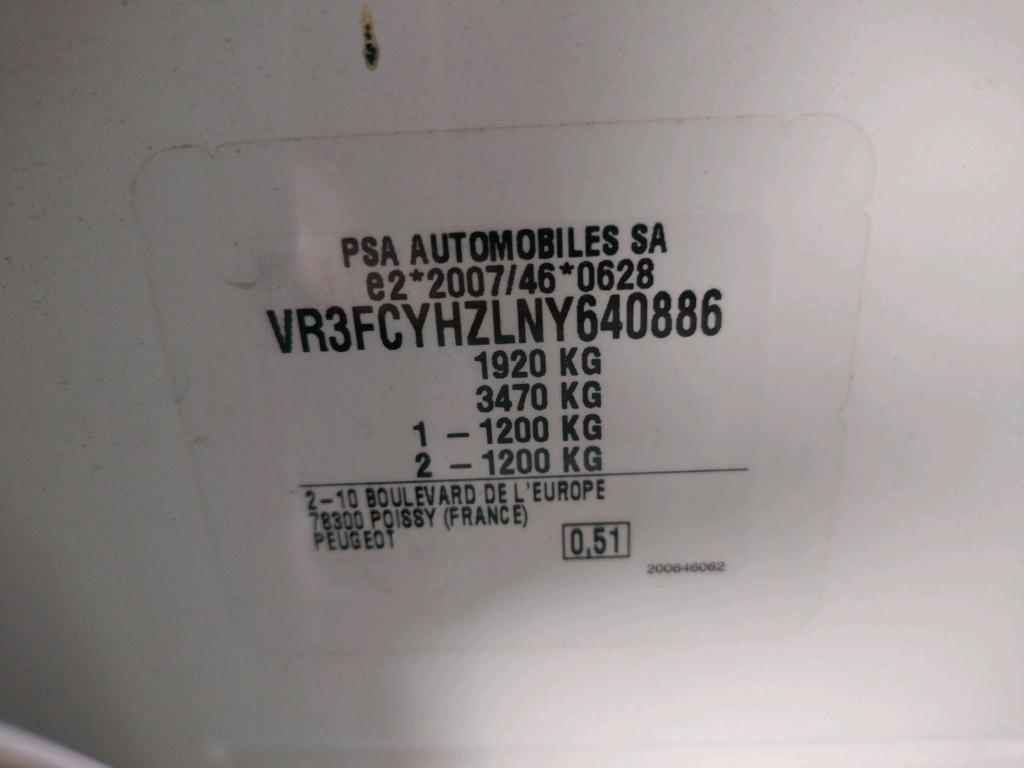 PSA AUTOMOBILES SA
e2*2007/46*0628
VR3FCYHZLNY640886
1920 KG
3470 KG
1 – 1200 KG
2 – 1200 KG
2–10 BOULEVARD DE L'EUROPE
78300 POISSY (FRANCE)
PEUGEOT
0,51
200646062